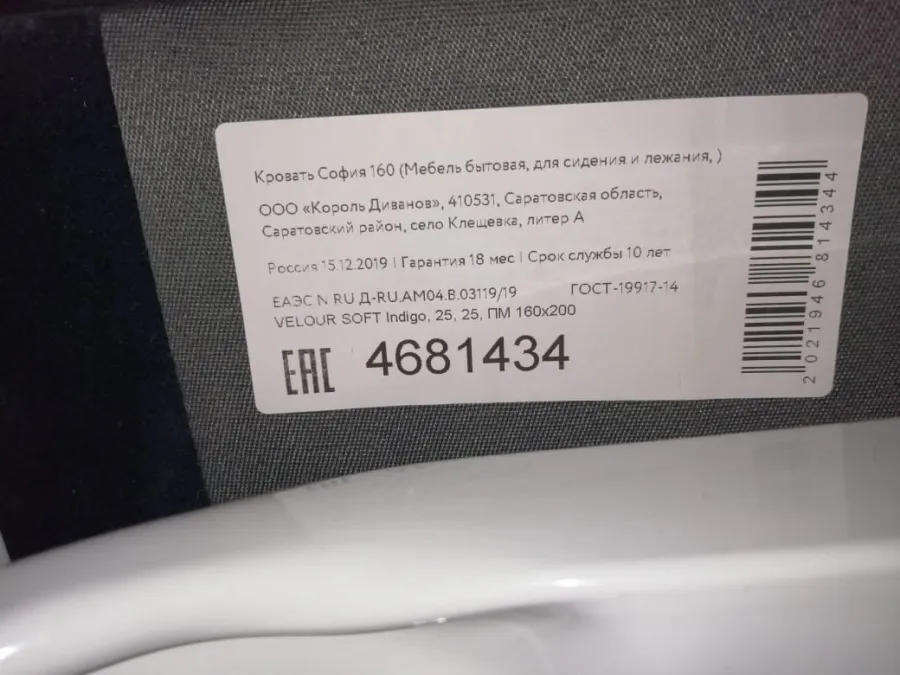 Кровать София 160 (Мебель бытовая, для сидения и лежания, )
ООО «Король Диванов», 410531, Саратовская область,
Саратовский район, село Клещевка, литер А
Россия 15.12.2019 | Гарантия 18 мес | Срок службы 10 лет
ЕАЭС N RU Д-RU.АМ04.В.03119/19 ГОСТ-19917-14
VELOUR SOFT Indigo, 25, 25, ПМ 160x200
ЕАС 4681434
2021946814344